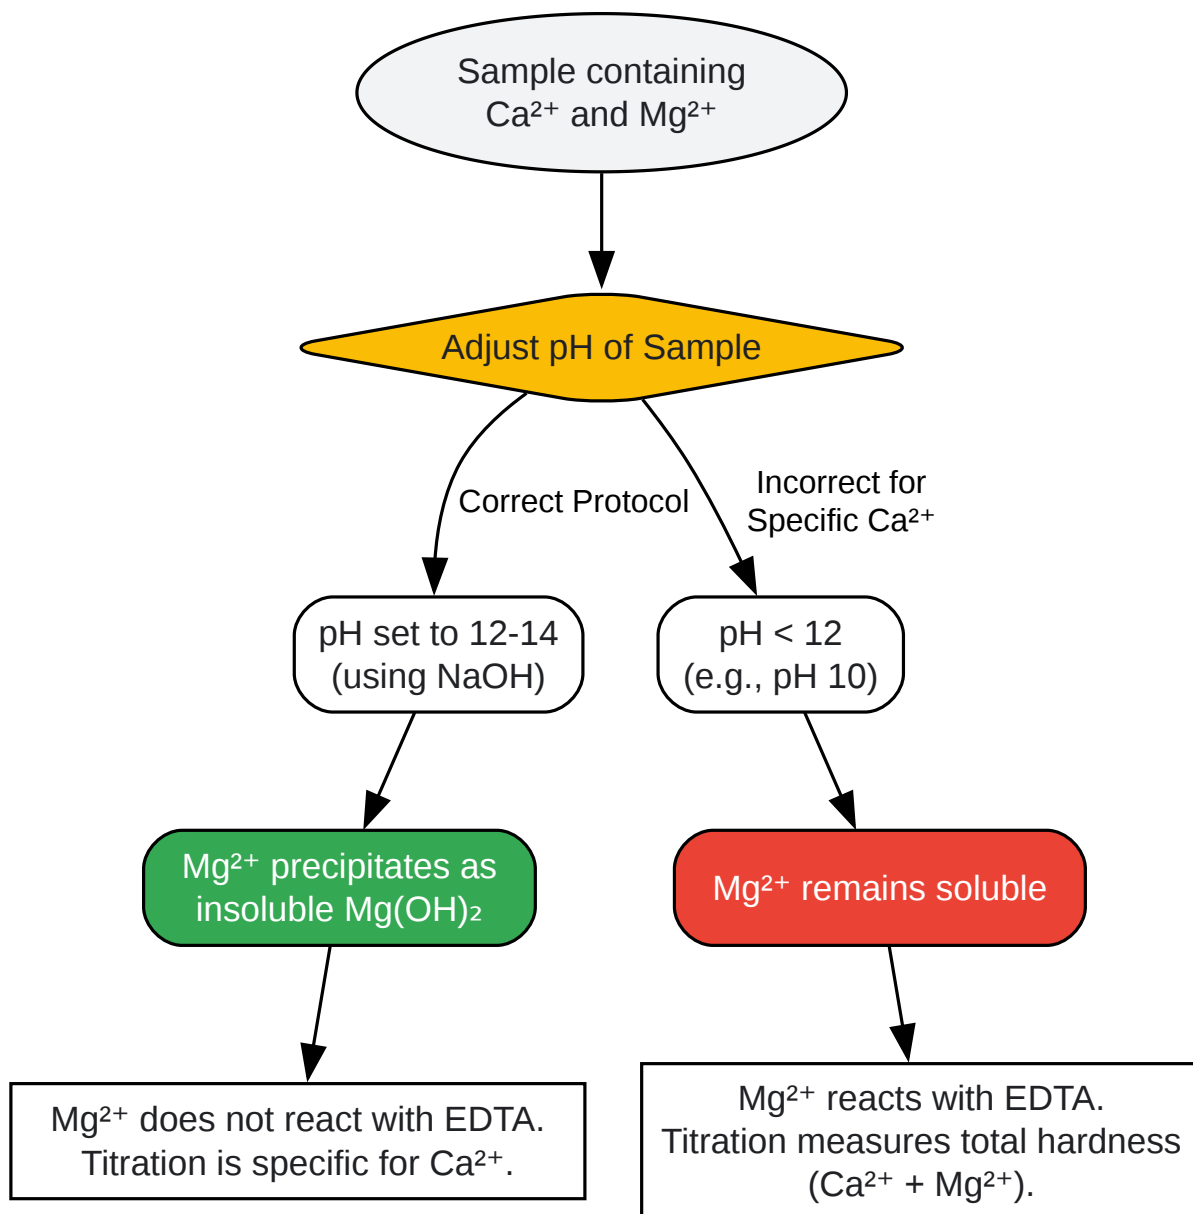 Sample containing
Ca²⁺ and Mg²⁺
Adjust pH of Sample
Correct Protocol
Incorrect for
Specific Ca²⁺
pH set to 12-14
(using NaOH)
pH < 12
(e.g., pH 10)
Mg²⁺ precipitates as
insoluble Mg(OH)₂
Mg²⁺ remains soluble
Mg²⁺ does not react with EDTA.
Titration is specific for Ca²⁺.
Mg²⁺ reacts with EDTA.
Titration measures total hardness
(Ca²⁺ + Mg²⁺).